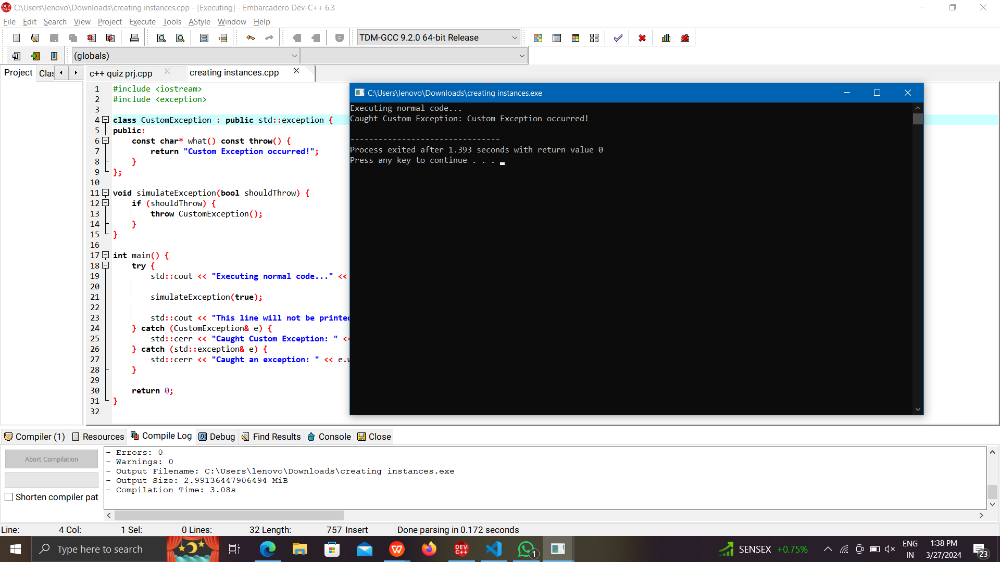 C:\Users\lenovo\Downloads\creating instances.cpp - [Executing] - Embarcadero Dev-C++ 6.3
File Edit Search View Project Execute Tools AStyle Window Help
TDM-GCC 9.2.0 64-bit Release
(globals)
Project Clas c++ quiz prj.cpp creating instances.cpp
1 #include <iostream>
2 #include <exception>
3
4 class CustomException : public std::exception {
5 public:
6 const char* what() const throw() {
7 return "Custom Exception occurred!";
8 }
9 };
10
11 void simulateException(bool shouldThrow) {
12 if (shouldThrow) {
13 throw CustomException();
14 }
15 }
16
17 int main() {
18 try {
19 std::cout << "Executing normal code..." <<
20
21 simulateException(true);
22
23 std::cout << "This line will not be printed
24 } catch (CustomException& e) {
25 std::cerr << "Caught Custom Exception: " <<
26 } catch (std::exception& e) {
27 std::cerr << "Caught an exception: " << e.w
28 }
29
30 return 0;
31 }
32
C:\Users\lenovo\Downloads\creating instances.exe
Executing normal code...
Caught Custom Exception: Custom Exception occurred!
--------------------------------
Process exited after 1.393 seconds with return value 0
Press any key to continue . . .
Compiler (1) Resources Compile Log Debug Find Results Console Close
Abort Compilation
Shorten compiler pat
- Errors: 0
- Warnings: 0
- Output Filename: C:\Users\lenovo\Downloads\creating instances.exe
- Output Size: 2.99136447906494 MiB
- Compilation Time: 3.08s
Line: 4 Col: 1 Sel: 0 Lines: 32 Length: 757 Insert Done parsing in 0.172 seconds
Type here to search
DEV C++
1
SENSEX +0.75%
ENG
IN
1:38 PM
3/27/2024
23